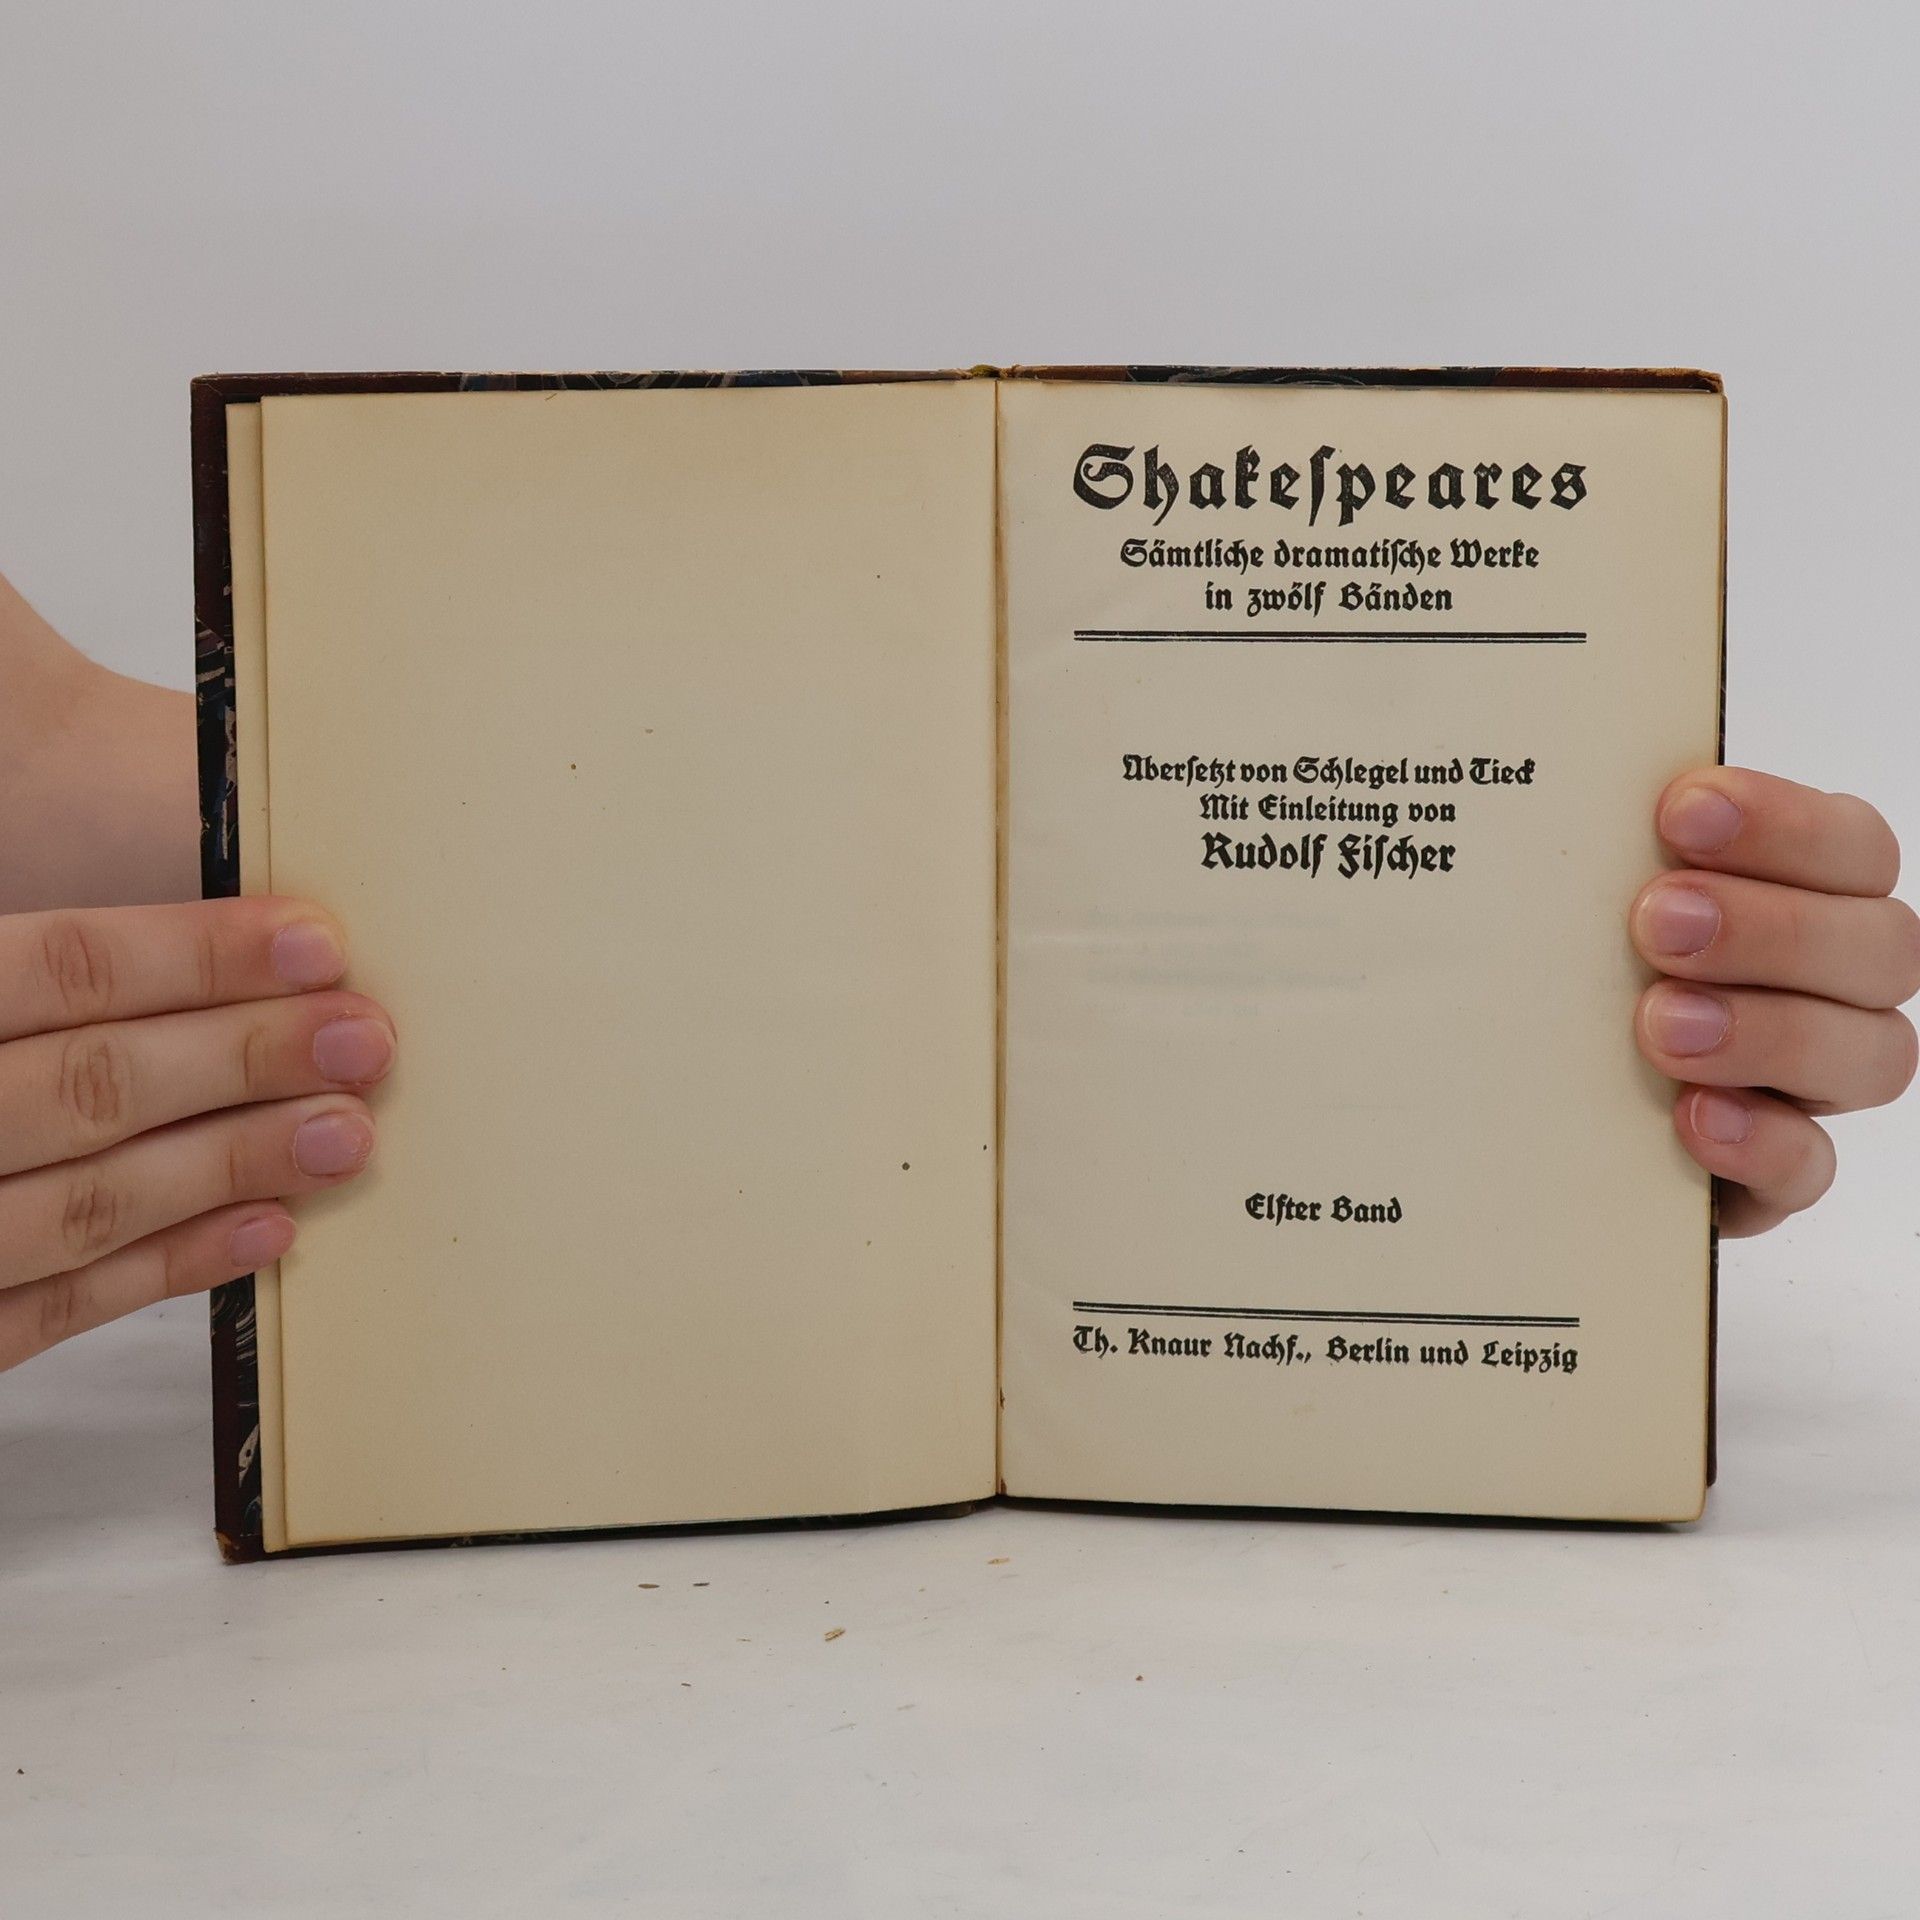 Shakeſpeares
Sämtliche dramatiſche Werke
in zwölf Bänden
Überſetzt von Schlegel und Tieck
Mit Einleitung von
Rudolf Fiſcher
Elfter Band
Th. Knaur Nachf., Berlin und Leipzig